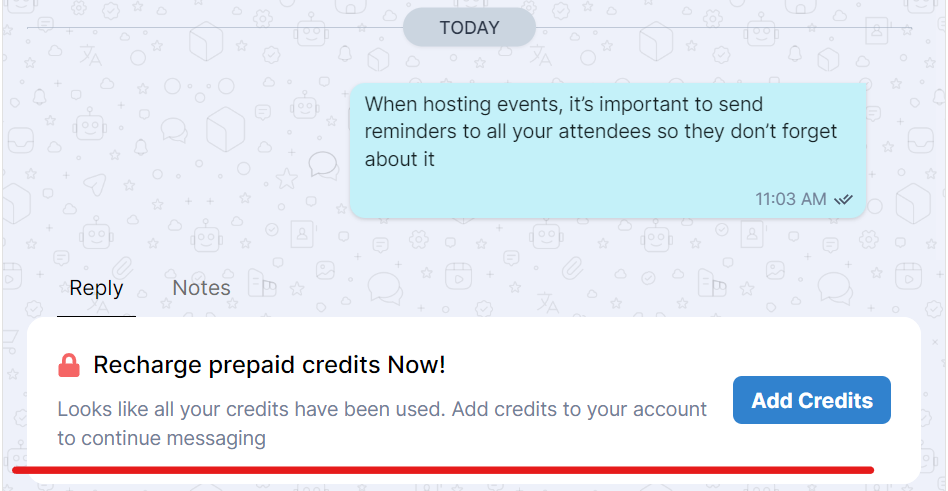 TODAY
When hosting events, it’s important to send
reminders to all your attendees so they don’t forget
about it
11:03 AM
Reply Notes
Recharge prepaid credits Now!
Looks like all your credits have been used. Add credits to your account
to continue messaging
Add Credits